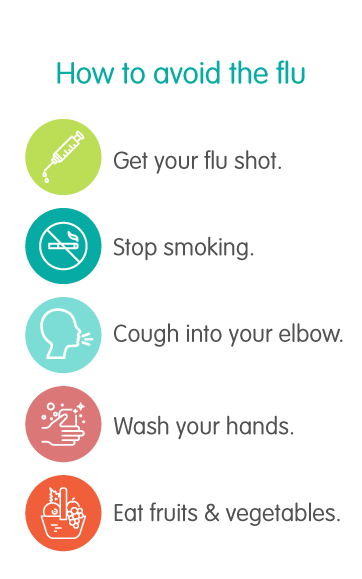 How to avoid the flu
Get your flu shot.
Stop smoking.
Cough into your elbow.
Wash your hands.
Eat fruits & vegetables.